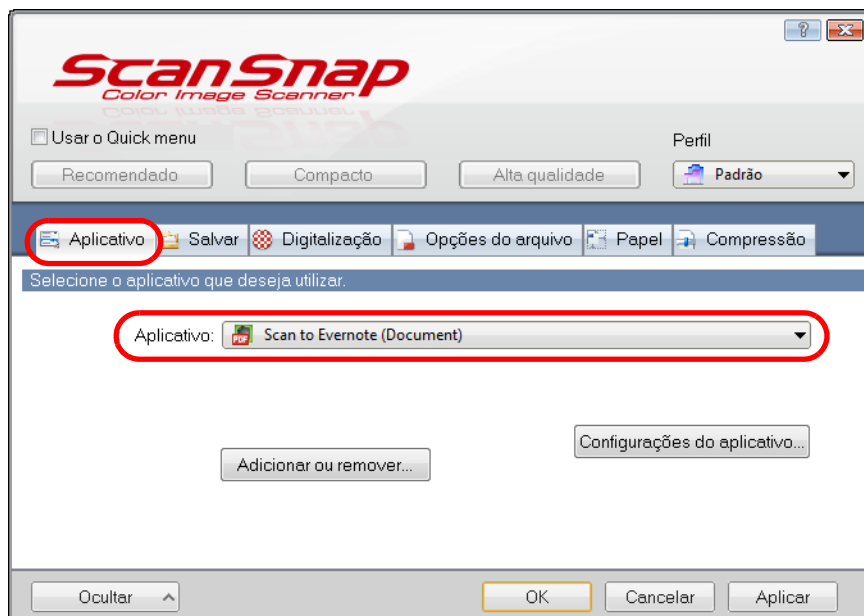 ScanSnap
Color Image Scanner
Usar o Quick menu
Perfil
Recomendado Compacto Alta qualidade Padrão
Aplicativo Salvar Digitalização Opções do arquivo Papel Compressão
Selecione o aplicativo que deseja utilizar.
Aplicativo: PDF Scan to Evernote (Document)
Configurações do aplicativo...
Adicionar ou remover...
Ocultar OK Cancelar Aplicar